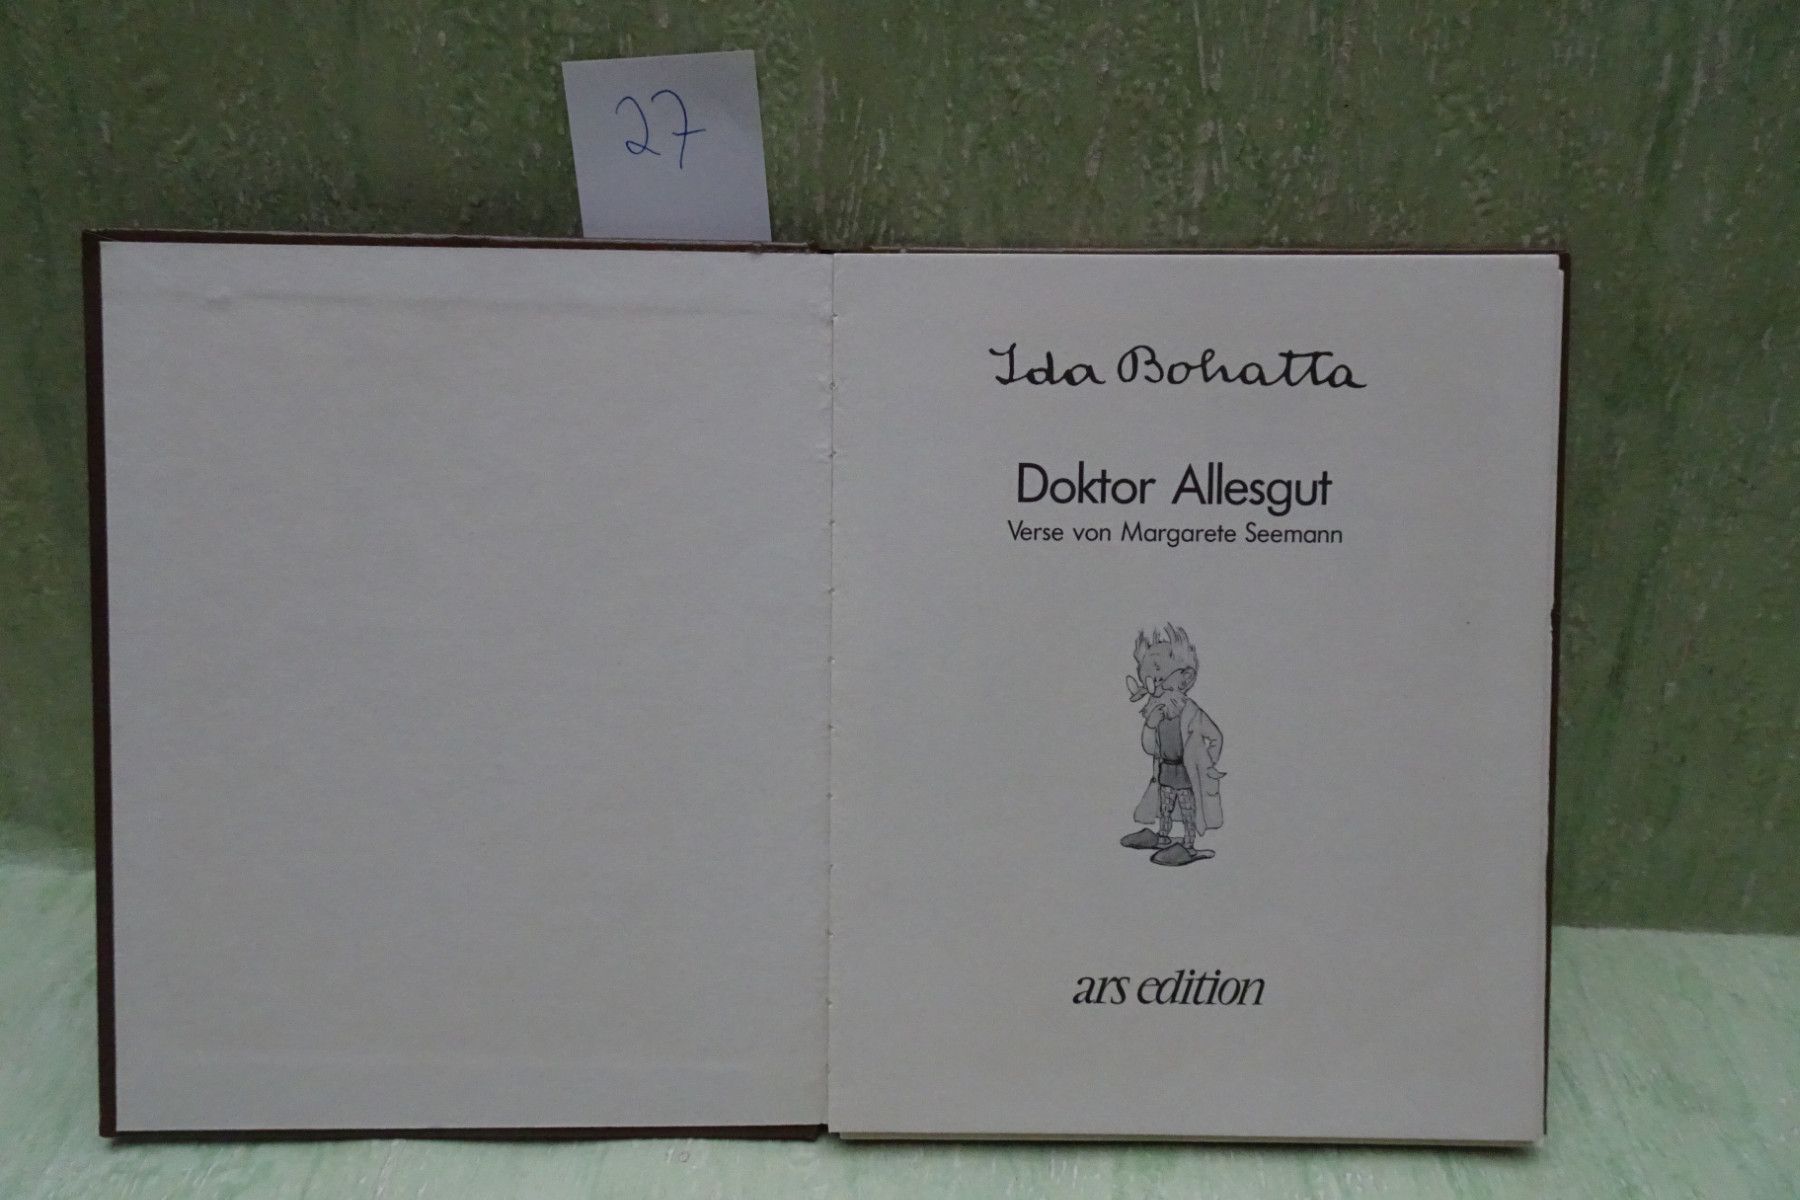 27
Ida Bohatta
Doktor Allesgut
Verse von Margarete Seemann
ars edition